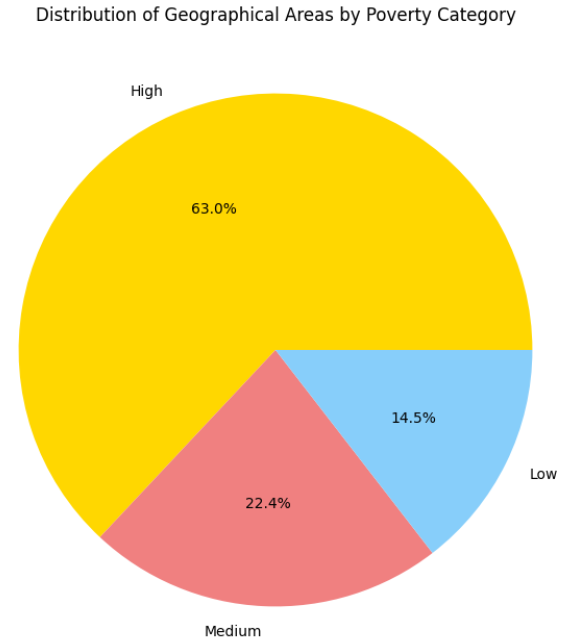 Distribution of Geographical Areas by Poverty Category
High
63.0%
14.5%
Low
22.4%
Medium